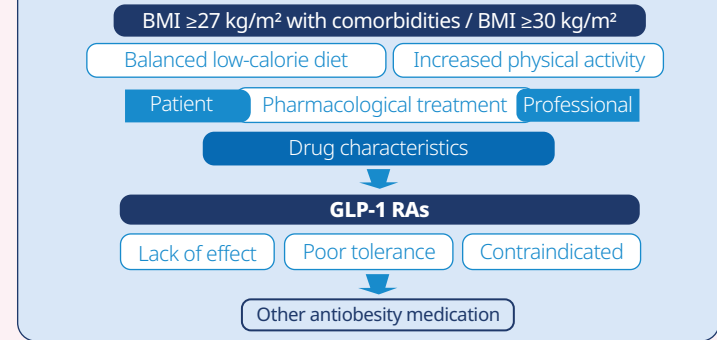 BMI ≥27 kg/m² with comorbidities / BMI ≥30 kg/m²
Balanced low-calorie diet Increased physical activity
Patient Pharmacological treatment Professional
Drug characteristics
GLP-1 RAs
Lack of effect Poor tolerance Contraindicated
Other antiobesity medication